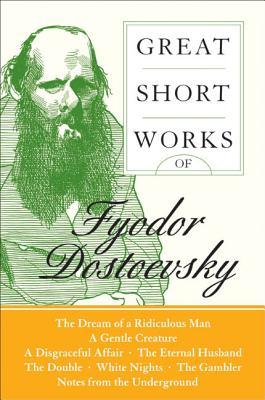 GREAT
SHORT
WORKS
OF
Fyodor
Dostoevsky
The Dream of a Ridiculous Man
A Gentle Creature
A Disgraceful Affair · The Eternal Husband
The Double · White Nights · The Gambler
Notes from the Underground